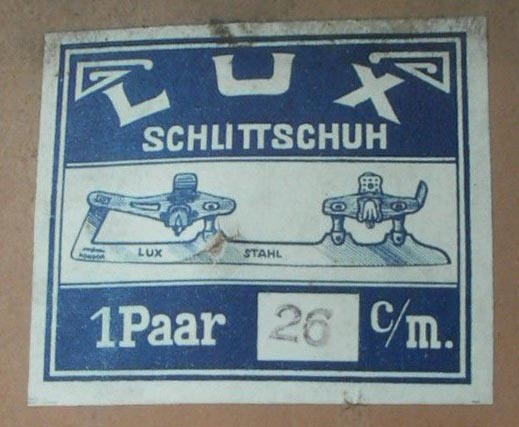 LUX
SCHLITTSCHUH
LUX STAHL
1Paar 26 c/m.